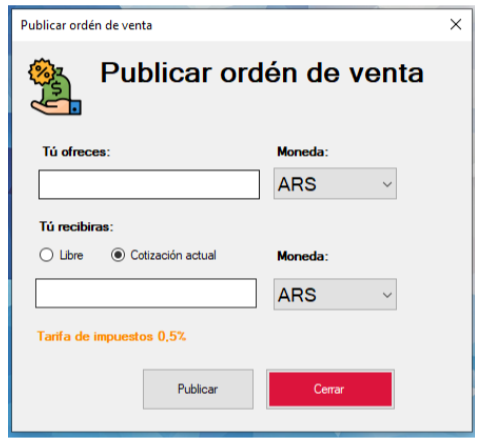 Publicar ordén de venta
Publicar ordén de venta
Tú ofreces:
Moneda:
ARS
Tú recibiras:
Libre
Cotización actual
Moneda:
ARS
Tarifa de impuestos 0,5%
Publicar
Cerrar